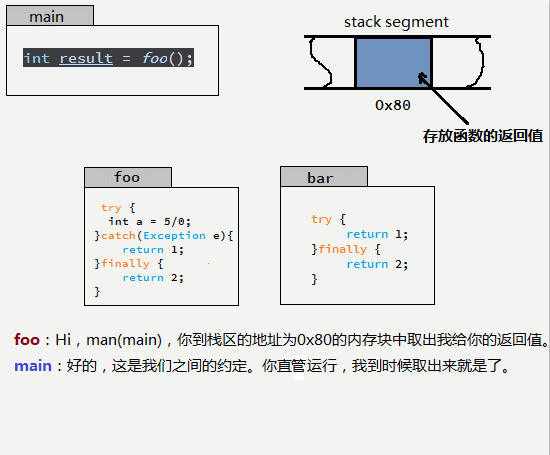 main
int result = foo();
stack segment
0x80
存放函数的返回值
foo
try {
int a = 5/0;
}catch(Exception e){
return 1;
}finally {
return 2;
}
bar
try {
return 1;
}finally {
return 2;
}
foo：Hi，man(main)，你到栈区的地址为0x80的内存块中取出我给你的返回值。
main：好的，这是我们之间的约定。你直管运行，我到时候取出来就是了。